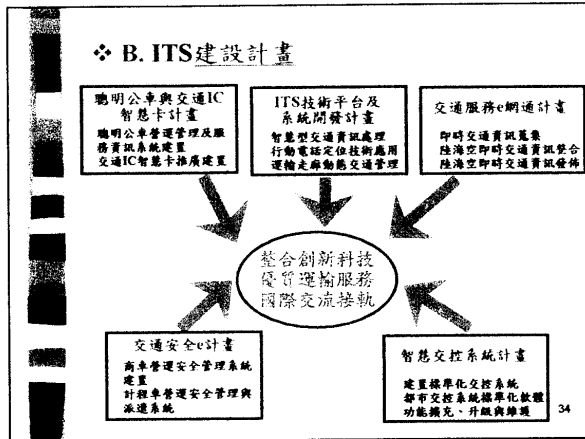 ❖ B. ITS建設計畫
聰明公車與交通IC
智慧卡計畫
聰明公車營運管理及服
務資訊系統建置
交通IC智慧卡推廣建置
ITS技術平台及
系統開發計畫
智慧型交通資訊處理
行動電話定位技術應用
運輸走廊動態交通管理
交通服務e網通計畫
即時交通資訊蒐集
陸海空即時交通資訊整合
陸海空即時交通資訊發佈
整合創新科技
優質運輸服務
國際交流接軌
交通安全e計畫
商車營運安全管理系統
建置
計程車營運安全管理與
派遣系統
智慧交控系統計畫
建置標準化交控系統
都市交控系統標準化軟體
功能擴充、升級與維護
34